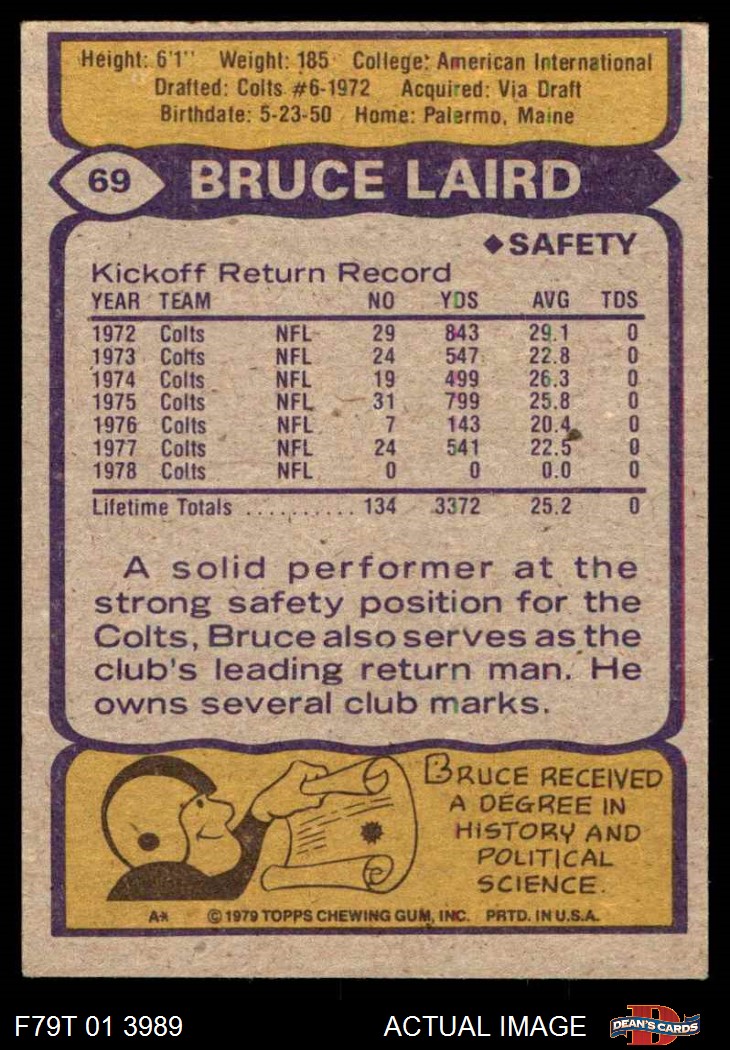 Height: 6'1" Weight: 185 College: American International
Drafted: Colts #6-1972 Acquired: Via Draft
Birthdate: 5-23-50 Home: Palermo, Maine
69 BRUCE LAIRD
◆SAFETY
Kickoff Return Record
YEAR TEAM NO YDS AVG TDS
1972 Colts NFL 29 843 29.1 0
1973 Colts NFL 24 547 22.8 0
1974 Colts NFL 19 499 26.3 0
1975 Colts NFL 31 799 25.8 0
1976 Colts NFL 7 143 20.4 0
1977 Colts NFL 24 541 22.5 0
1978 Colts NFL 0 0 0.0 0
Lifetime Totals .......... 134 3372 25.2 0
A solid performer at the
strong safety position for the
Colts, Bruce also serves as the
club's leading return man. He
owns several club marks.
BRUCE RECEIVED
A DEGREE IN
HISTORY AND
POLITICAL
SCIENCE.
A* © 1979 TOPPS CHEWING GUM, INC. PRTD. IN U.S.A.
F79T 01 3989 ACTUAL IMAGE DEAN'S CARDS